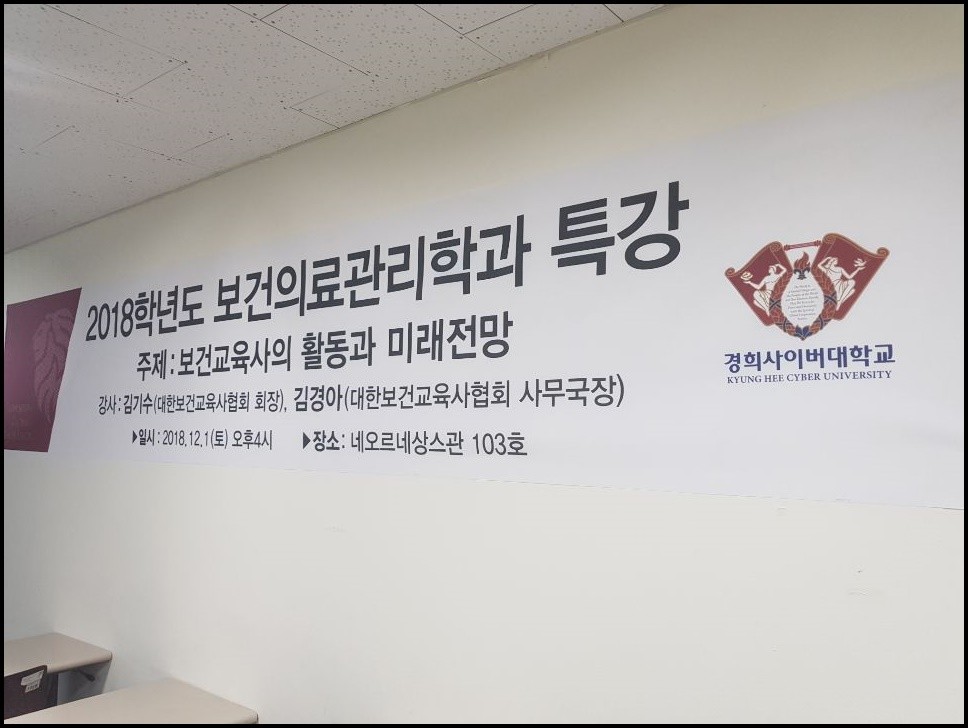 2018학년도 보건의료관리학과 특강
주제:보건교육사의 활동과 미래전망
강사:김기수(대한보건교육사협회 회장), 김경아(대한보건교육사협회 사무국장)
▶일시:2018.12.1(토) 오후4시 ▶장소: 네오르네상스관 103호
경희사이버대학교
KYUNG HEE CYBER UNIVERSITY